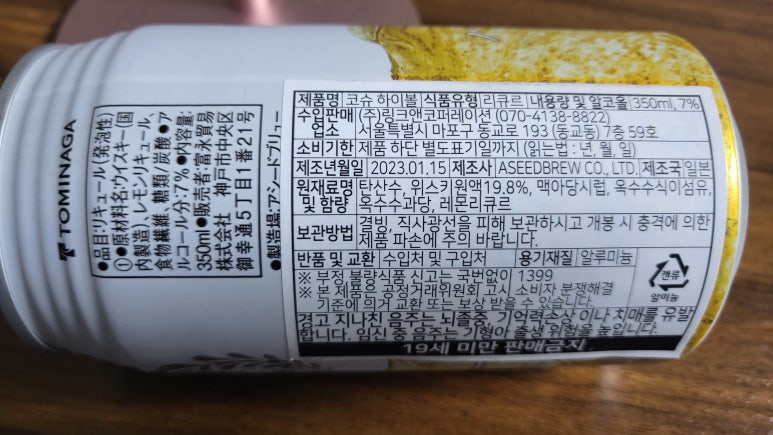 TOMINAGA
●品目:リキュール(発泡性)
①●原材料名:ウイスキー(国
内製造)、レモンリキュール、
食物繊維、糖類/炭酸●ア
ルコール分:7%●内容量:
350ml●販売者:富永貿易
株式会社 神戸市中央区
御幸通5丁目1番21号
●製造場:アシードブリュー
제품명 코슈 하이볼 식품유형 리큐르 내용량 및 알코올 350ml, 7%
수입판매 (주)링크앤코퍼레이션 (070-4138-8822)
업소 서울특별시 마포구 동교로 193 (동교동) 7층 59호
소비기한 제품 하단 별도표기일까지 (읽는법 : 년, 월, 일)
제조년월일 2023.01.15 제조사 ASEEDBREW CO., LTD. 제조국 일본
원재료명 탄산수, 위스키원액19.8%, 맥아당시럽, 옥수수식이섬유,
및 함량 옥수수과당, 레모리큐르
보관방법 결빙, 직사광선을 피해 보관하시고 개봉 시 충격에 의한
제품 파손에 주의 바랍니다.
반품 및 교환 수입처 및 구입처 용기재질 알루미늄
※ 부정 불량식품 신고는 국번없이 1399
※ 본 제품은 공정거래위원회 고시 소비자 분쟁해결
기준에 의거 교환 또는 보상 받을 수 있습니다.
캔류
알미늄
경고 지나친 음주는 뇌졸중, 기억력손상 이나 치매를 유발
합니다. 임신 중 음주는 기형아 출생 위험을 높입니다.
19세 미만 판매금지.